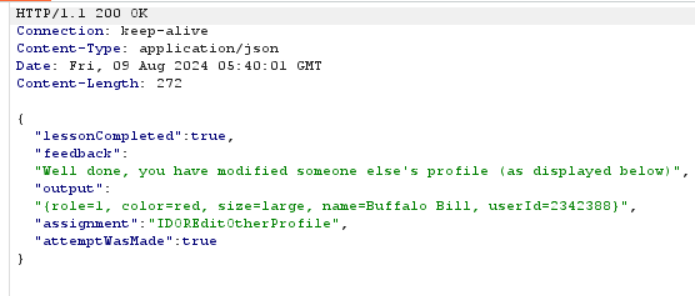 HTTP/1.1 200 OK
Connection: keep-alive
Content-Type: application/json
Date: Fri, 09 Aug 2024 05:40:01 GMT
Content-Length: 272
{
"lessonCompleted":true,
"feedback":
"Well done, you have modified someone else's profile (as displayed below)",
"output":
"{role=1, color=red, size=large, name=Buffalo Bill, userId=2342388}",
"assignment":"IDOREditOtherProfile",
"attemptWasMade":true
}